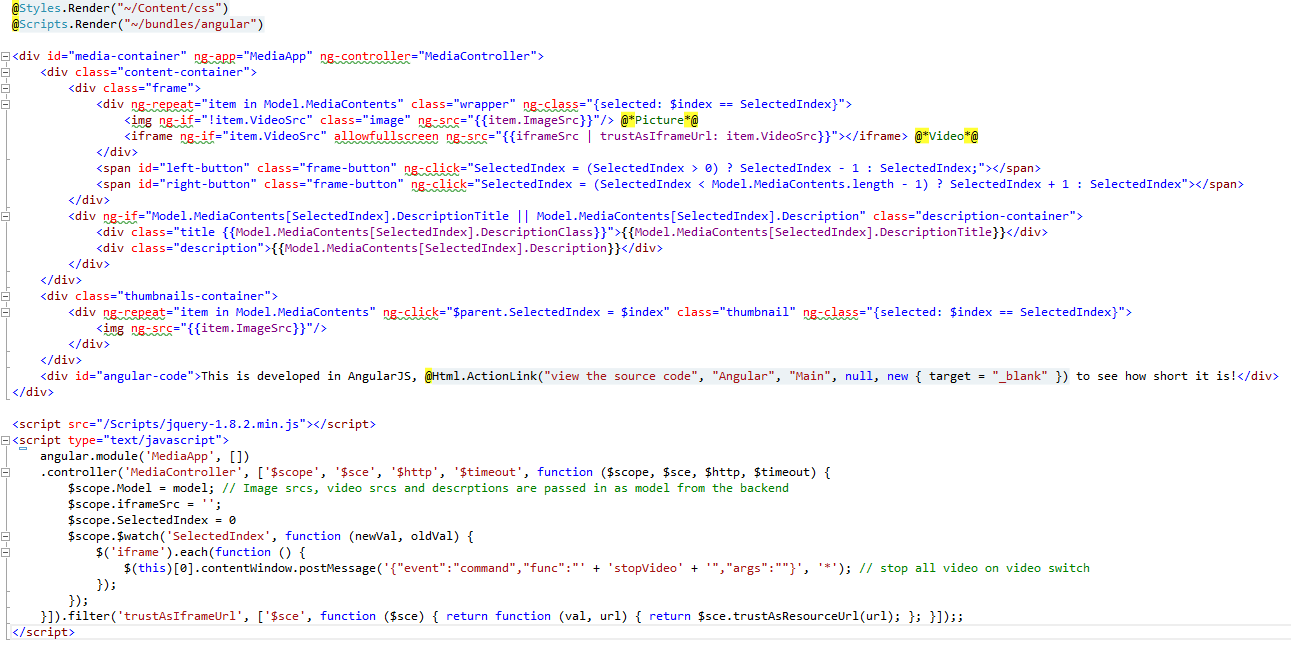 @Styles.Render("~/Content/css")
@Scripts.Render("~/bundles/angular")
<div id="media-container" ng-app="MediaApp" ng-controller="MediaController">
<div class="content-container">
<div class="frame">
<div ng-repeat="item in Model.MediaContents" class="wrapper" ng-class="{selected: $index == SelectedIndex}">
<img ng-if="!item.VideoSrc" class="image" ng-src="{{item.ImageSrc}}"/> @*Picture*@
<iframe ng-if="item.VideoSrc" allowfullscreen ng-src="{{iframeSrc | trustAsIframeUrl: item.VideoSrc}}"></iframe> @*Video*@
</div>
<span id="left-button" class="frame-button" ng-click="SelectedIndex = (SelectedIndex > 0) ? SelectedIndex - 1 : SelectedIndex;"></span>
<span id="right-button" class="frame-button" ng-click="SelectedIndex = (SelectedIndex < Model.MediaContents.length - 1) ? SelectedIndex + 1 : SelectedIndex"></span>
</div>
<div ng-if="Model.MediaContents[SelectedIndex].DescriptionTitle || Model.MediaContents[SelectedIndex].Description" class="description-container">
<div class="title {{Model.MediaContents[SelectedIndex].DescriptionClass}}">{{Model.MediaContents[SelectedIndex].DescriptionTitle}}</div>
<div class="description">{{Model.MediaContents[SelectedIndex].Description}}</div>
</div>
</div>
<div class="thumbnails-container">
<div ng-repeat="item in Model.MediaContents" ng-click="$parent.SelectedIndex = $index" class="thumbnail" ng-class="{selected: $index == SelectedIndex}">
<img ng-src="{{item.ImageSrc}}"/>
</div>
</div>
<div id="angular-code">This is developed in AngularJS, @Html.ActionLink("view the source code", "Angular", "Main", null, new { target = "_blank" }) to see how short it is!</div>
</div>
<script src="/Scripts/jquery-1.8.2.min.js"></script>
<script type="text/javascript">
angular.module('MediaApp', [])
.controller('MediaController', ['$scope', '$sce', '$http', '$timeout', function ($scope, $sce, $http, $timeout) {
$scope.Model = model; // Image srcs, video srcs and descrptions are passed in as model from the backend
$scope.iframeSrc = '';
$scope.SelectedIndex = 0
$scope.$watch('SelectedIndex', function (newVal, oldVal) {
$('iframe').each(function () {
$(this)[0].contentWindow.postMessage('{"event":"command","func":"' + 'stopVideo' + '","args":""}', '*'); // stop all video on video switch
});
});
}]).filter('trustAsIframeUrl', ['$sce', function ($sce) { return function (val, url) { return $sce.trustAsResourceUrl(url); }; }]);;
</script>